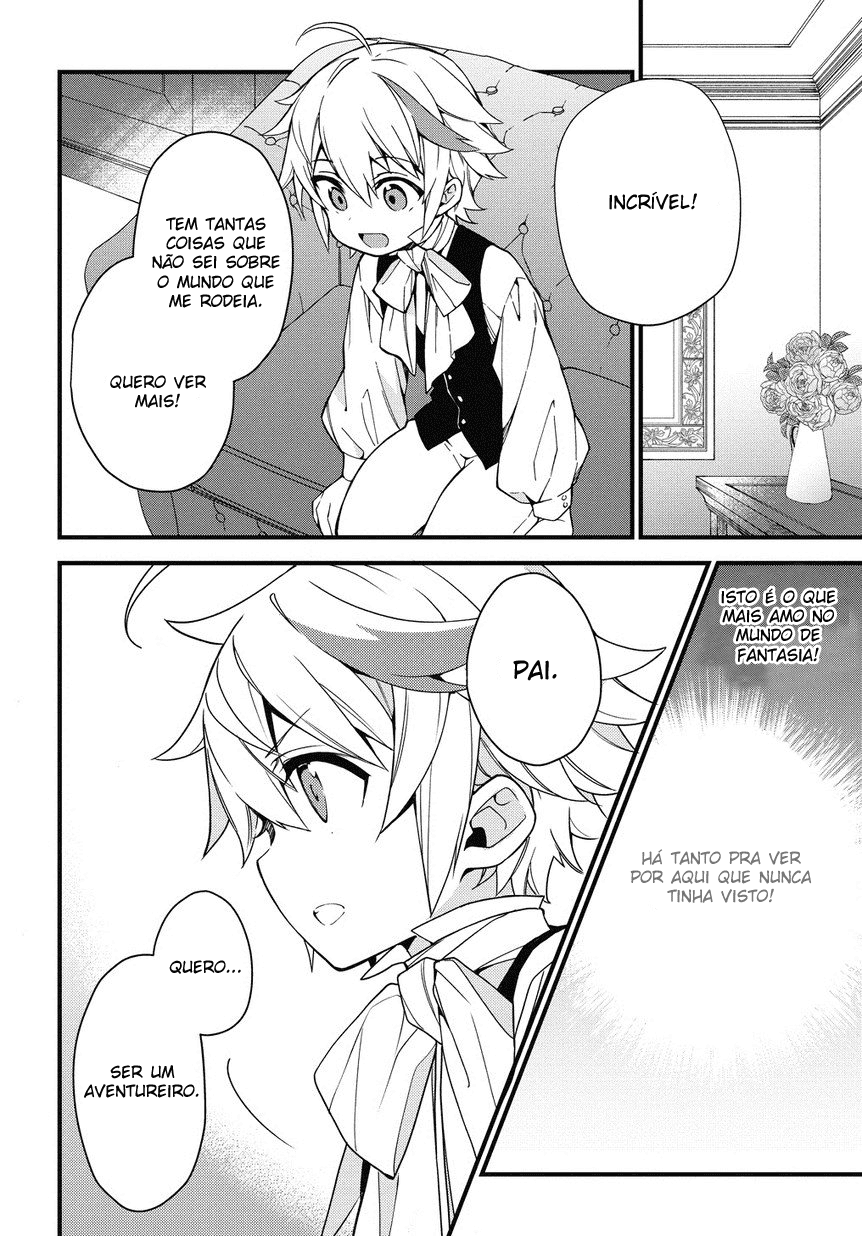 INCRÍVEL!
TEM TANTAS
COISAS QUE
NÃO SEI SOBRE
O MUNDO QUE
ME RODEIA.
QUERO VER
MAIS!
ISTO É O QUE
MAIS AMO NO
MUNDO DE
FANTASIA!
HÁ TANTO PRA VER
POR AQUI QUE NUNCA
TINHA VISTO!
PAI.
QUERO...
SER UM
AVENTUREIRO.